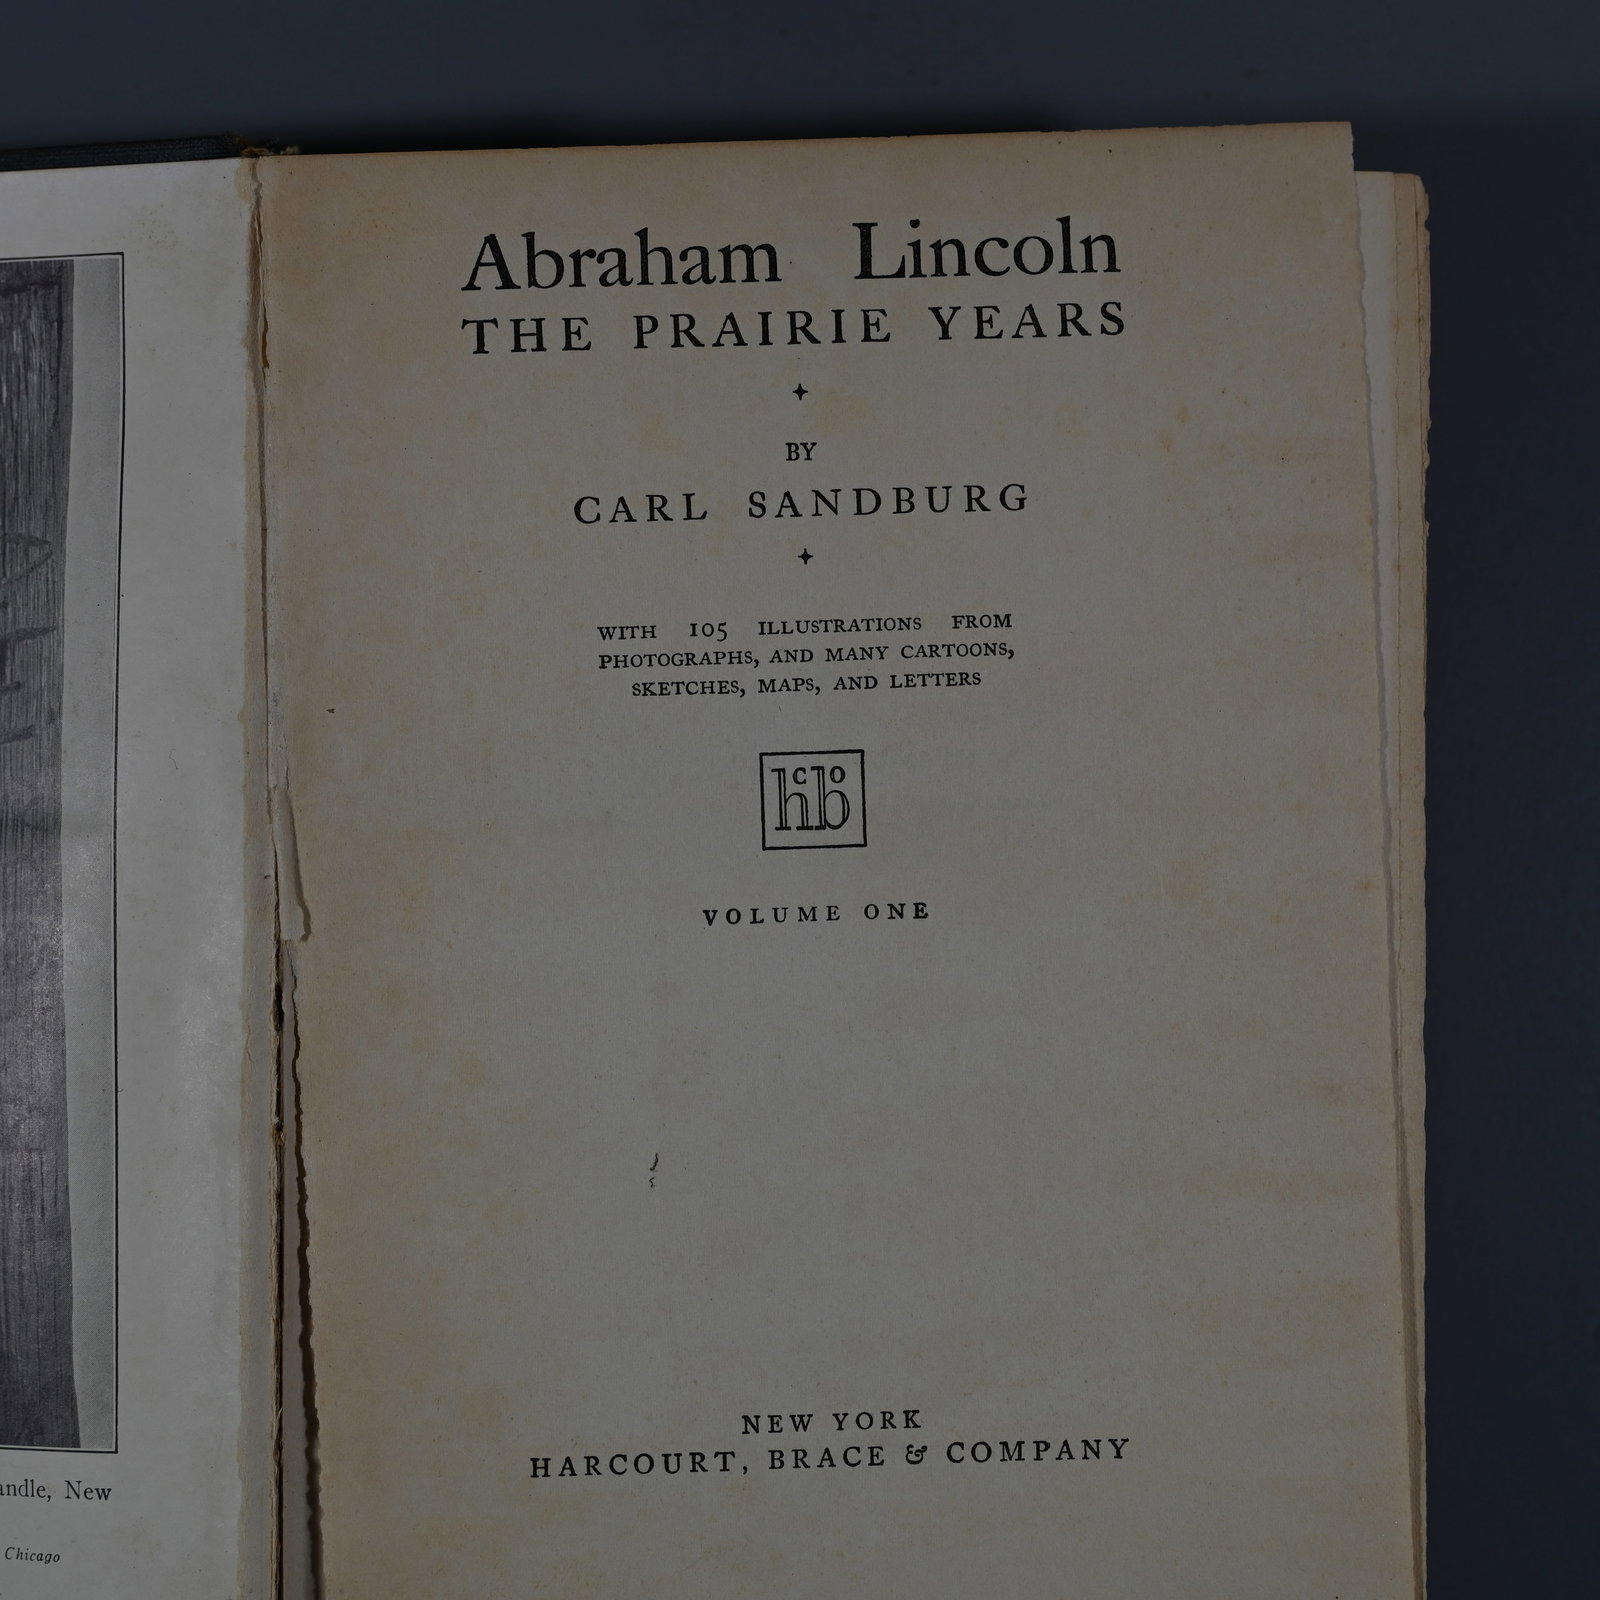 Abraham Lincoln
THE PRAIRIE YEARS
BY
CARL SANDBURG
WITH 105 ILLUSTRATIONS FROM
PHOTOGRAPHS, AND MANY CARTOONS,
SKETCHES, MAPS, AND LETTERS
hcbo
VOLUME ONE
NEW YORK
HARCOURT, BRACE & COMPANY
andle, New
Chicago